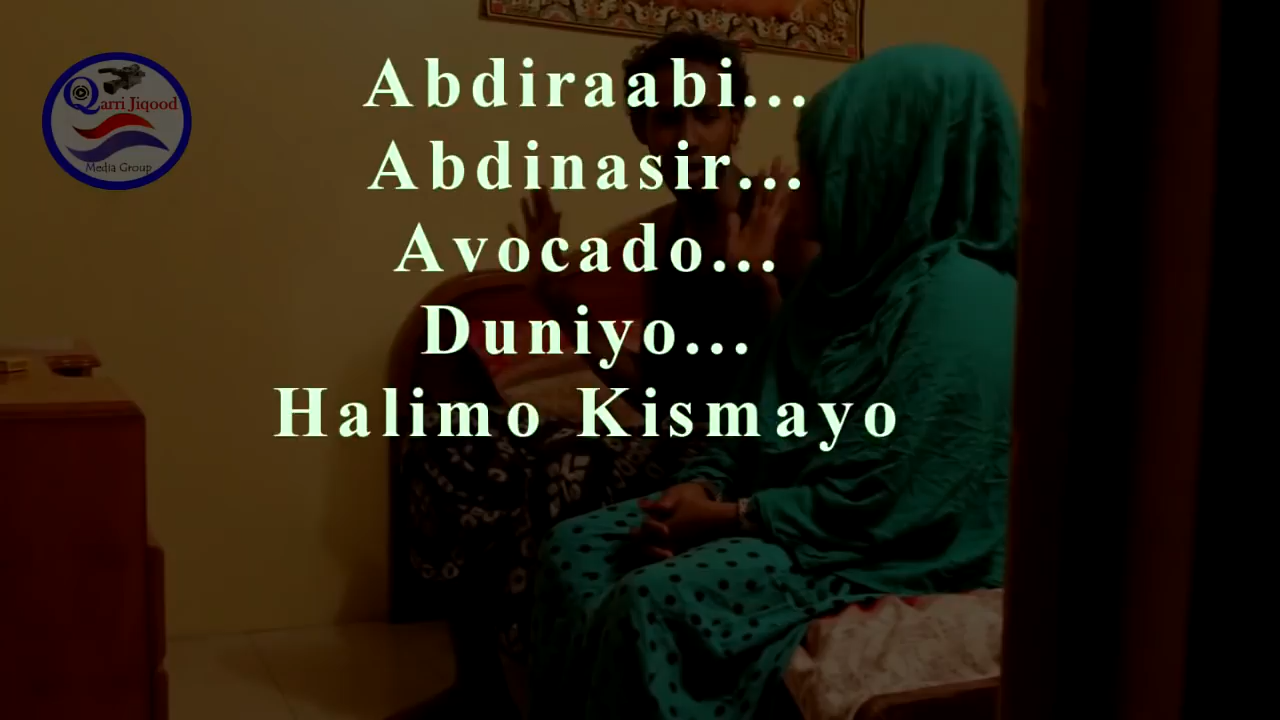 Qarri Jiqood
Media Group
Abdiraabi...
Abdinasir...
Avocado...
Duniyo...
Halimo Kismayo